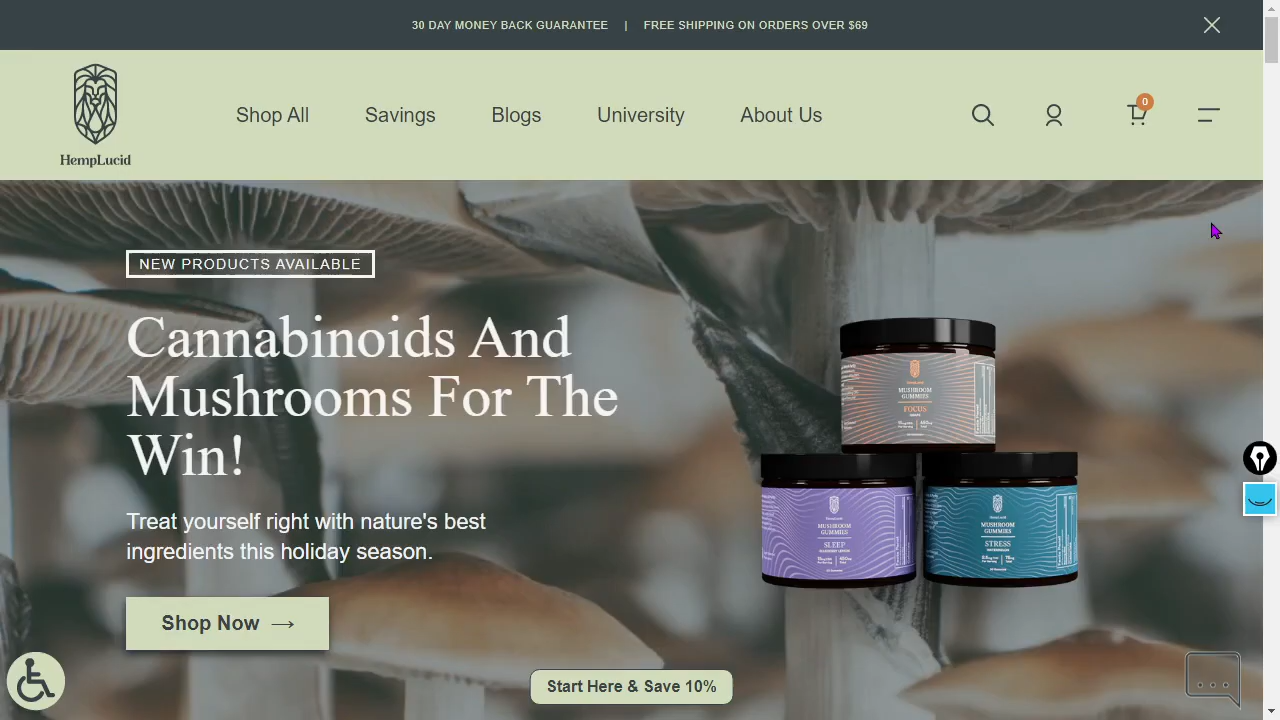 30 DAY MONEY BACK GUARANTEE | FREE SHIPPING ON ORDERS OVER $69
HempLucid
Shop All
Savings
Blogs
University
About Us
0
NEW PRODUCTS AVAILABLE
Cannabinoids And
Mushrooms For The
Win!
Treat yourself right with nature's best
ingredients this holiday season.
Shop Now →
MUSHROOM
GUMMIES
FOCUS
MUSHROOM
GUMMIES
SLEEP
MUSHROOM
GUMMIES
STRESS
Start Here & Save 10%